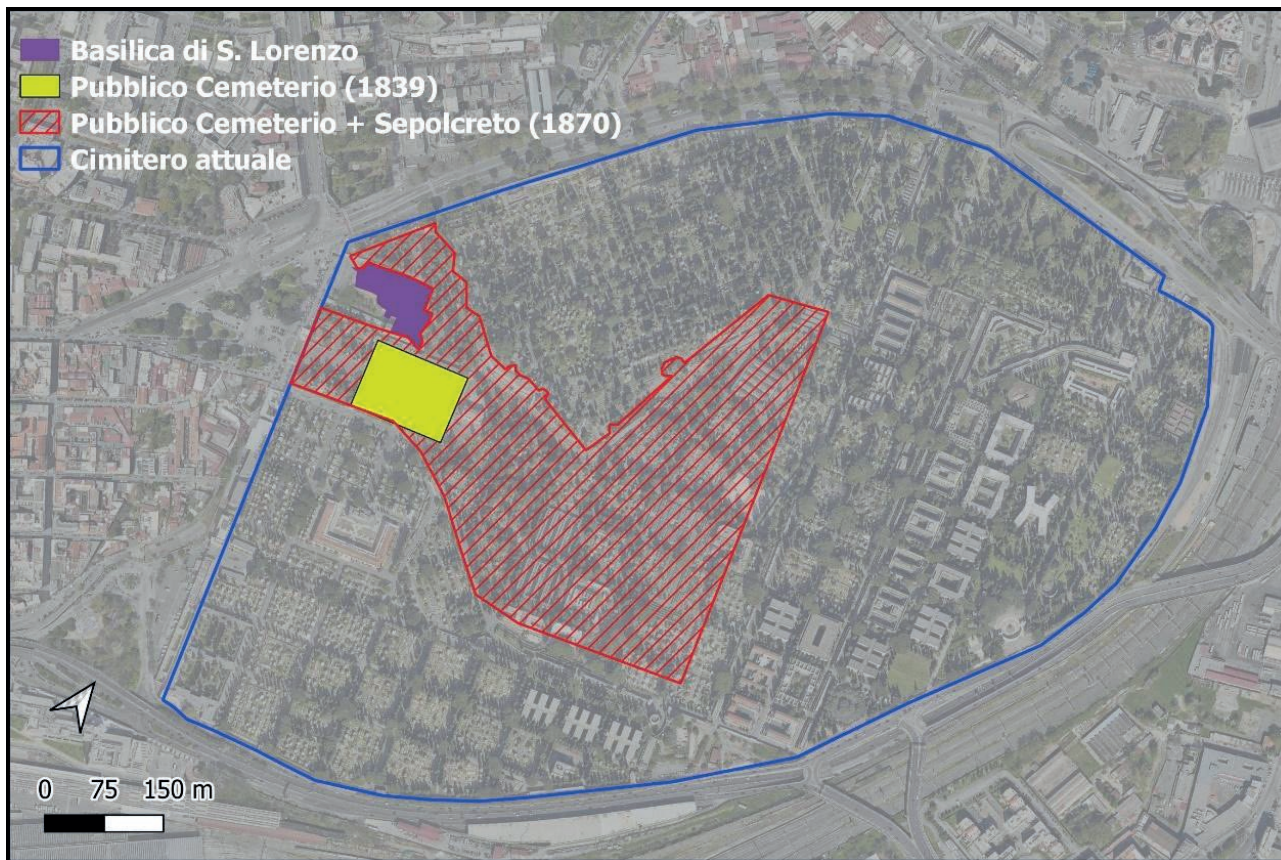 Basilica di S. Lorenzo
Pubblico Cemeterio (1839)
Pubblico Cemeterio + Sepolcreto (1870)
Cimitero attuale
0 75 150 m